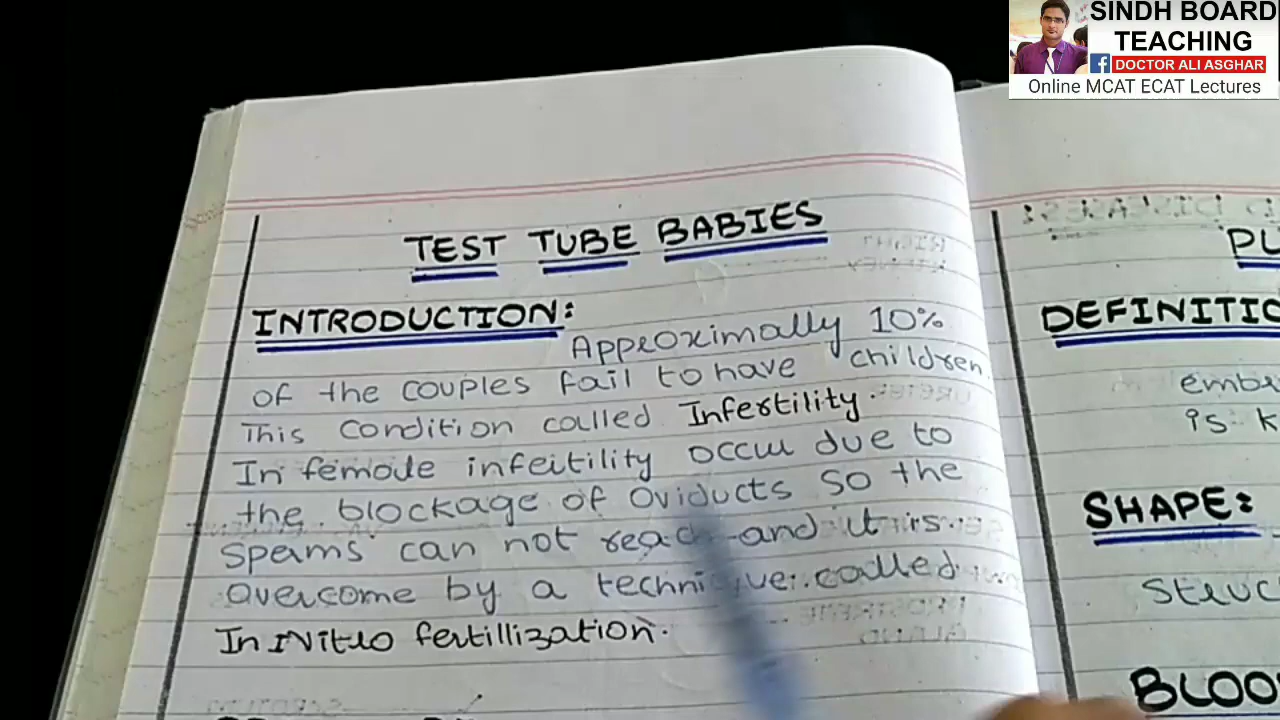 SINDH BOARD
TEACHING
DOCTOR ALI ASGHAR
Online MCAT ECAT Lectures
TEST TUBE BABIES
INTRODUCTION:
Approximally 10%
of the couples fail to have children.
This condition called Infertility.
In female infertility occur due to
the blockage of Oviducts so the
sperms can not reach and it is
overcome by a technique called
In Vitro fertillization.
PL
DEFINITIO
emb
is k
SHAPE:
Struc
BLOO